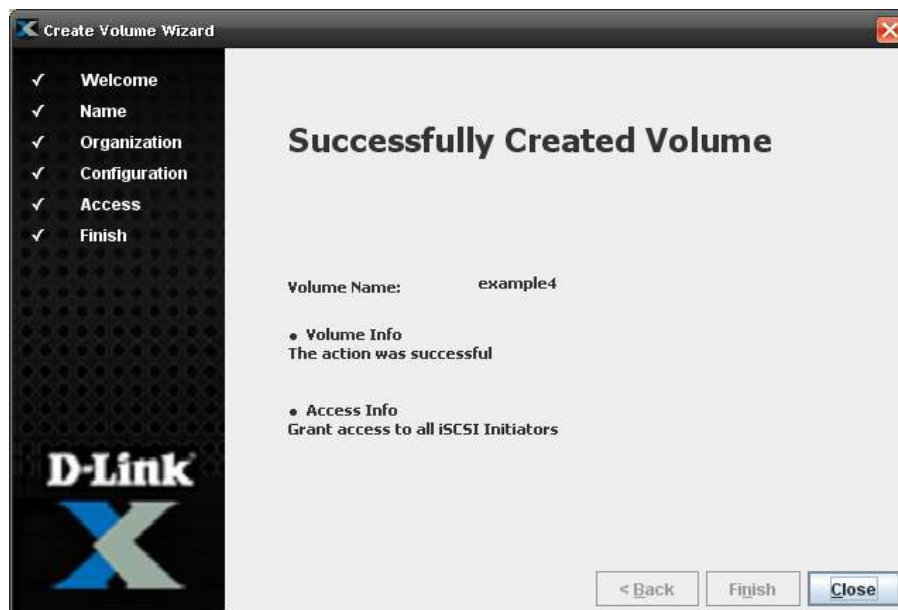 Create Volume Wizard
✓ Welcome
✓ Name
✓ Organization
✓ Configuration
✓ Access
✓ Finish
Successfully Created Volume
Volume Name: example4
• Volume Info
The action was successful
• Access Info
Grant access to all iSCSI Initiators
D-Link
< Back Finish Close